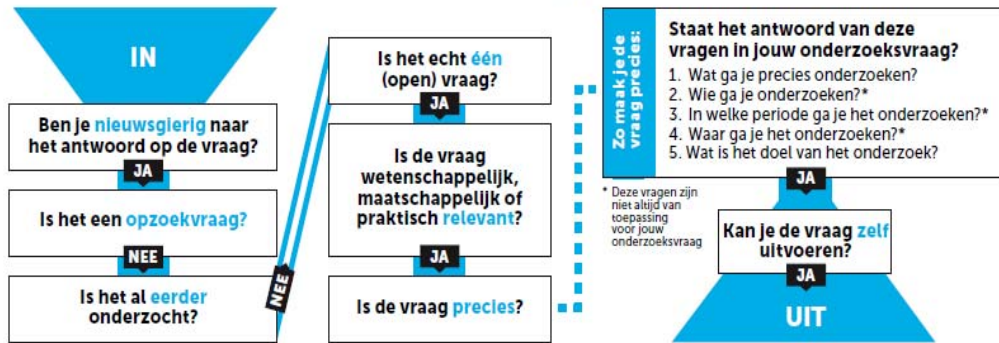 IN
Ben je nieuwsgierig naar
het antwoord op de vraag?
JA
Is het een opzoekvraag?
NEE
Is het al eerder
onderzocht?
NEE
Is het echt één
(open) vraag?
JA
Is de vraag
wetenschappelijk,
maatschappelijk of
praktisch relevant?
JA
Is de vraag precies?
Zo maak je de
vraag precies:
Staat het antwoord van deze
vragen in jouw onderzoeksvraag?
1. Wat ga je precies onderzoeken?
2. Wie ga je onderzoeken?*
3. In welke periode ga je het onderzoeken?*
4. Waar ga je het onderzoeken?*
5. Wat is het doel van het onderzoek?
* Deze vragen zijn
niet altijd van
toepassing
voor jouw
onderzoeksvraag
JA
Kan je de vraag zelf
uitvoeren?
JA
UIT